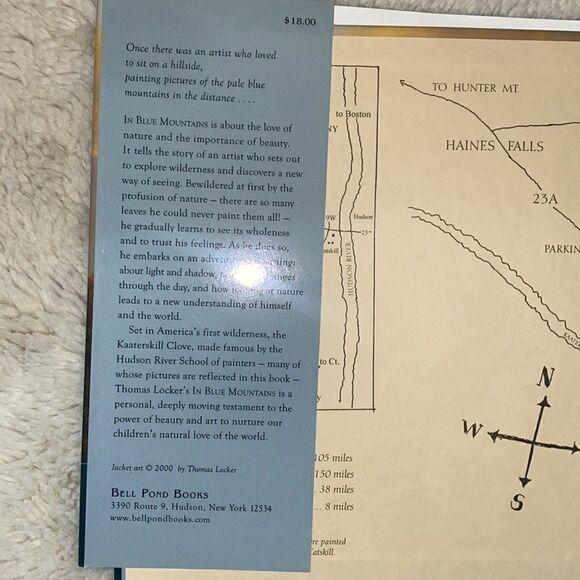 $18.00
Once there was an artist who loved
to sit on a hillside,
painting pictures of the pale blue
mountains in the distance . . . .
IN BLUE MOUNTAINS is about the love of
nature and the importance of beauty.
It tells the story of an artist who sets out
to explore wilderness and discovers a new
way of seeing. Bewildered at first by the
profusion of nature – there are so many
leaves he could never paint them all! –
he gradually learns to see its wholeness
and to trust his feelings. As he does so,
he embarks on an
about light and shadow,
through the day, and how at nature
leads to a new understanding of himself
and the world.
Set in America's first wilderness, the
Kaaterskill Clove, made famous by the
Hudson River School of painters – many of
whose pictures are reflected in this book –
Thomas Locker's IN BLUE MOUNTAINS is a
personal, deeply moving testament to the
power of beauty and art to nurture our
children's natural love of the world.
Jacket art © 2000 by Thomas Locker
BELL POND BOOKS
3390 Route 9, Hudson, New York 12534
www.bellpondbooks.com
to Boston
NY
9W
Hudson
23
HUDSON RIVER
to Ct.
105 miles
150 miles
. 38 miles
. . . 8 miles
painted
Catskill.
TO HUNTER MT.
HAINES FALLS
23A
PARKIN
N
W
S